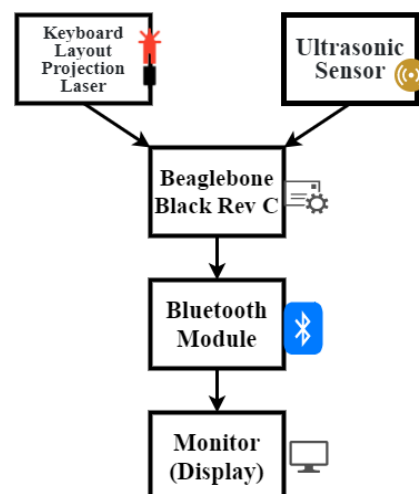 Keyboard
Layout
Projection
Laser
Ultrasonic
Sensor
Beaglebone
Black Rev C
Bluetooth
Module
Monitor
(Display)